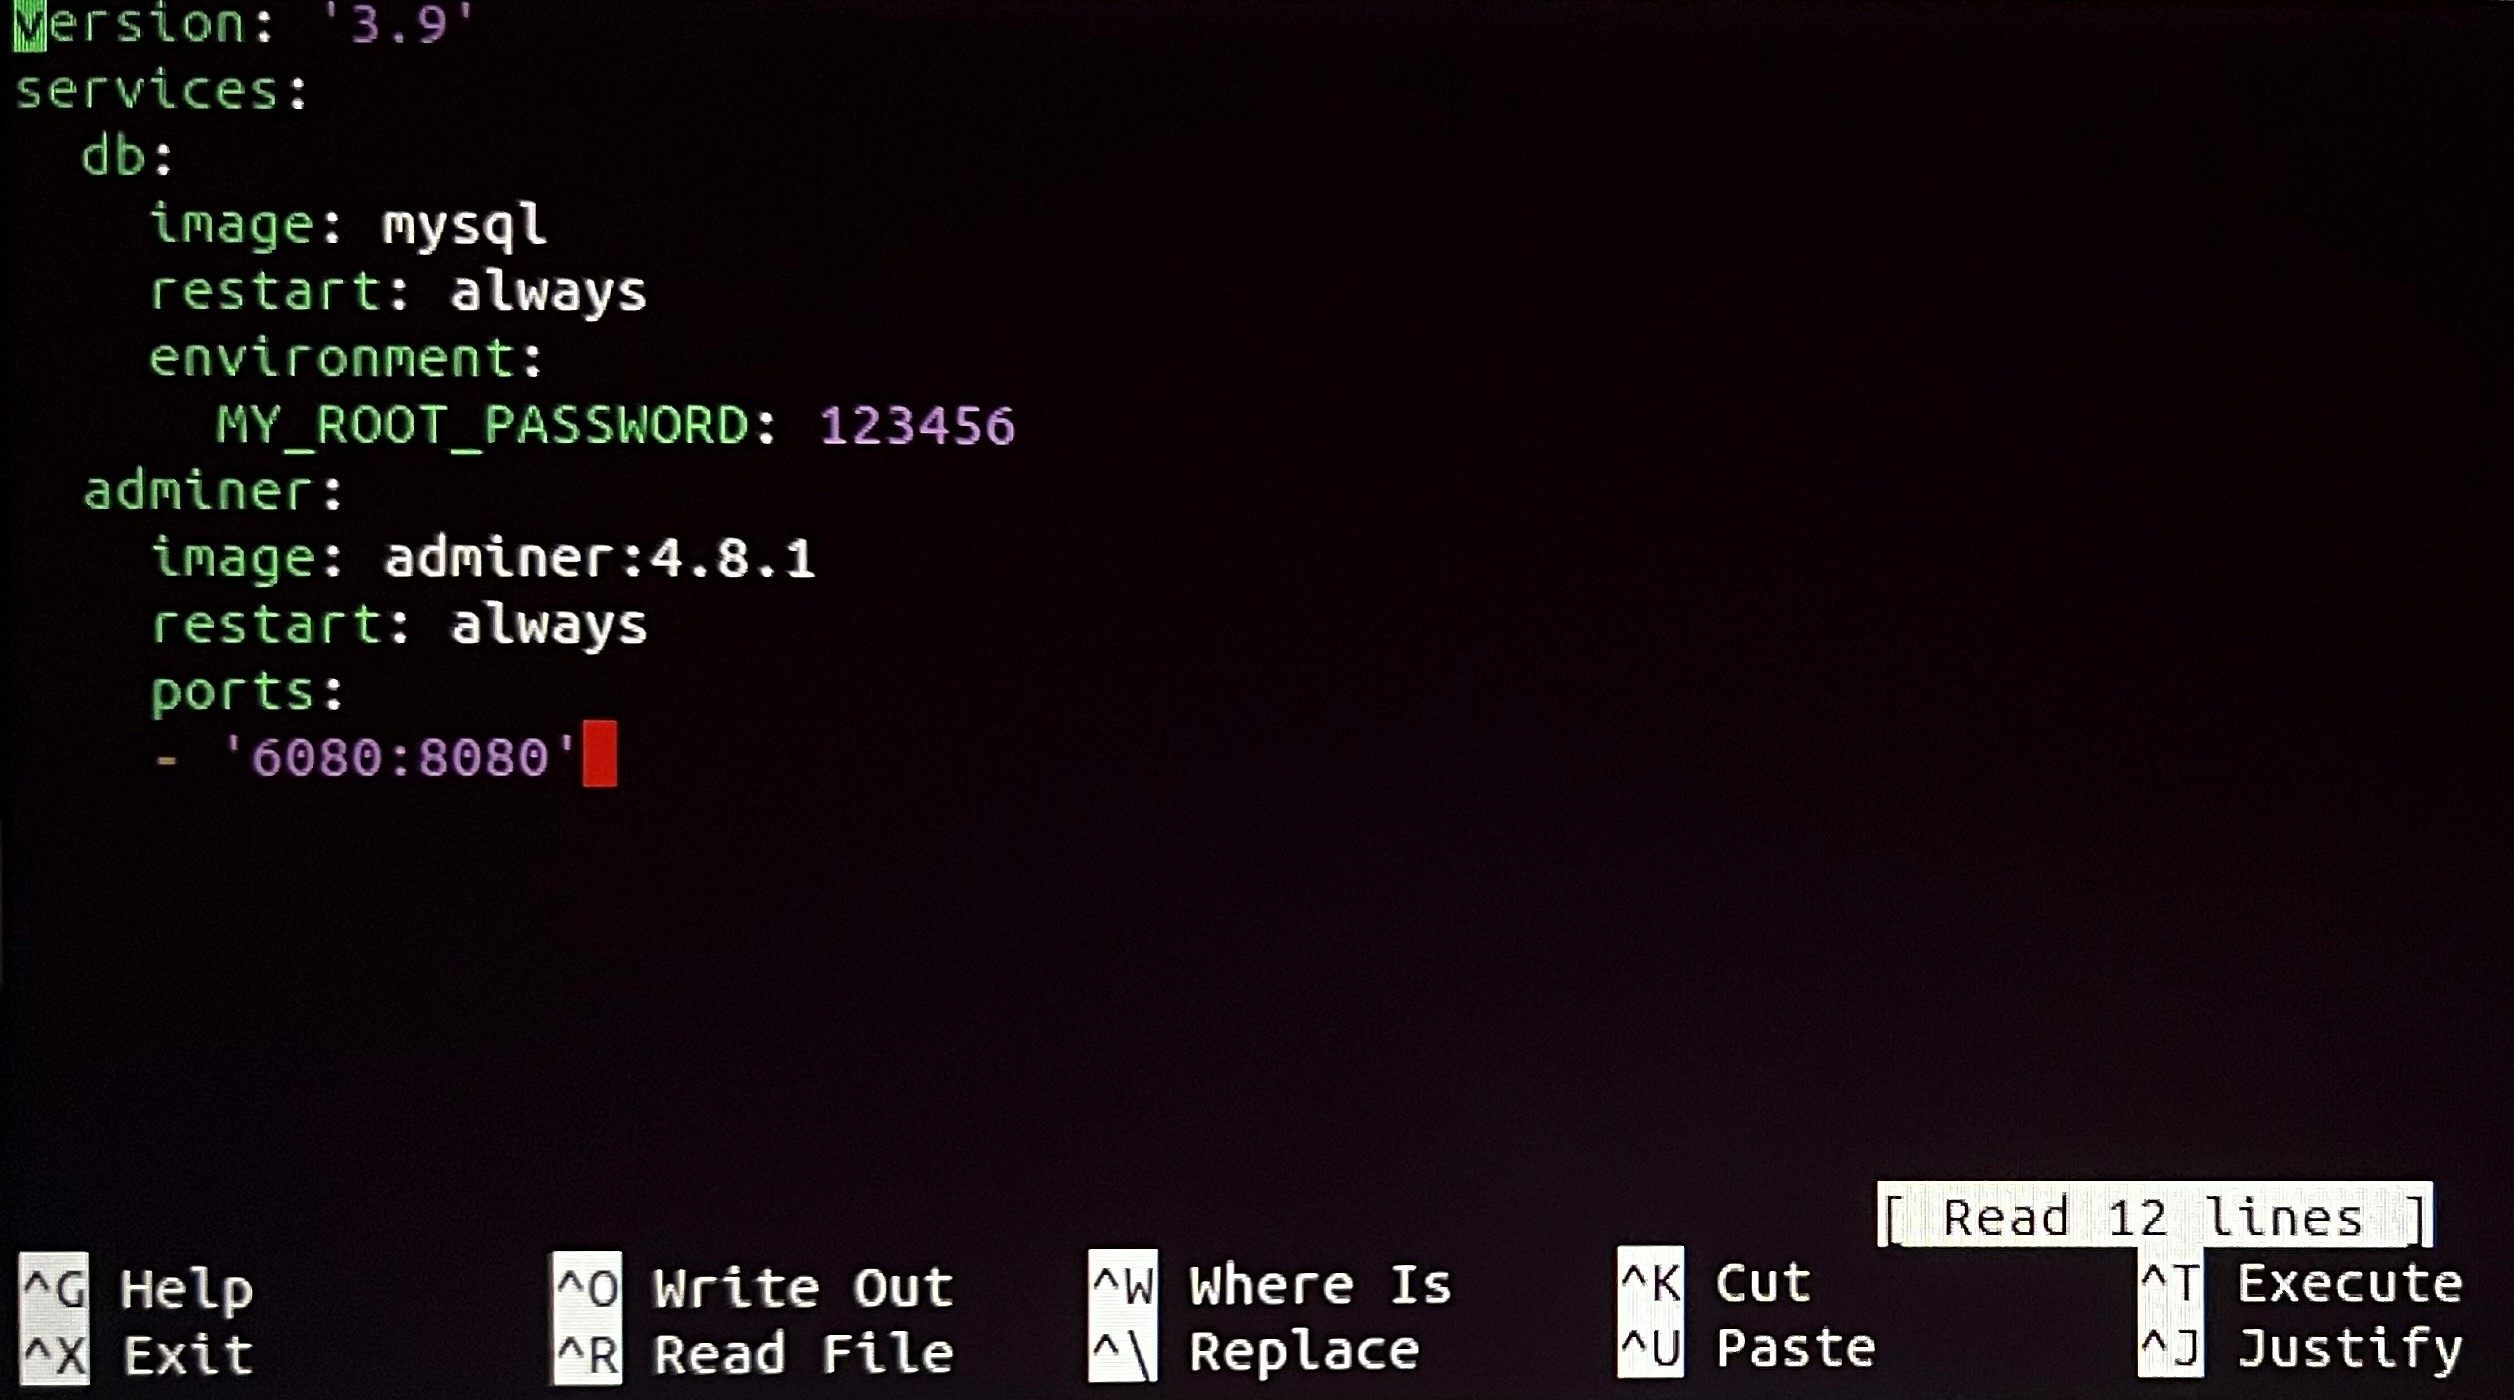 version: '3.9'
services:
  db:
    image: mysql
    restart: always
    environment:
      MY_ROOT_PASSWORD: 123456
  adminer:
    image: adminer:4.8.1
    restart: always
    ports:
    - '6080:8080'
[ Read 12 lines ]
^G Help ^O Write Out ^W Where Is ^K Cut ^T Execute
^X Exit ^R Read File ^\ Replace ^U Paste ^J Justify